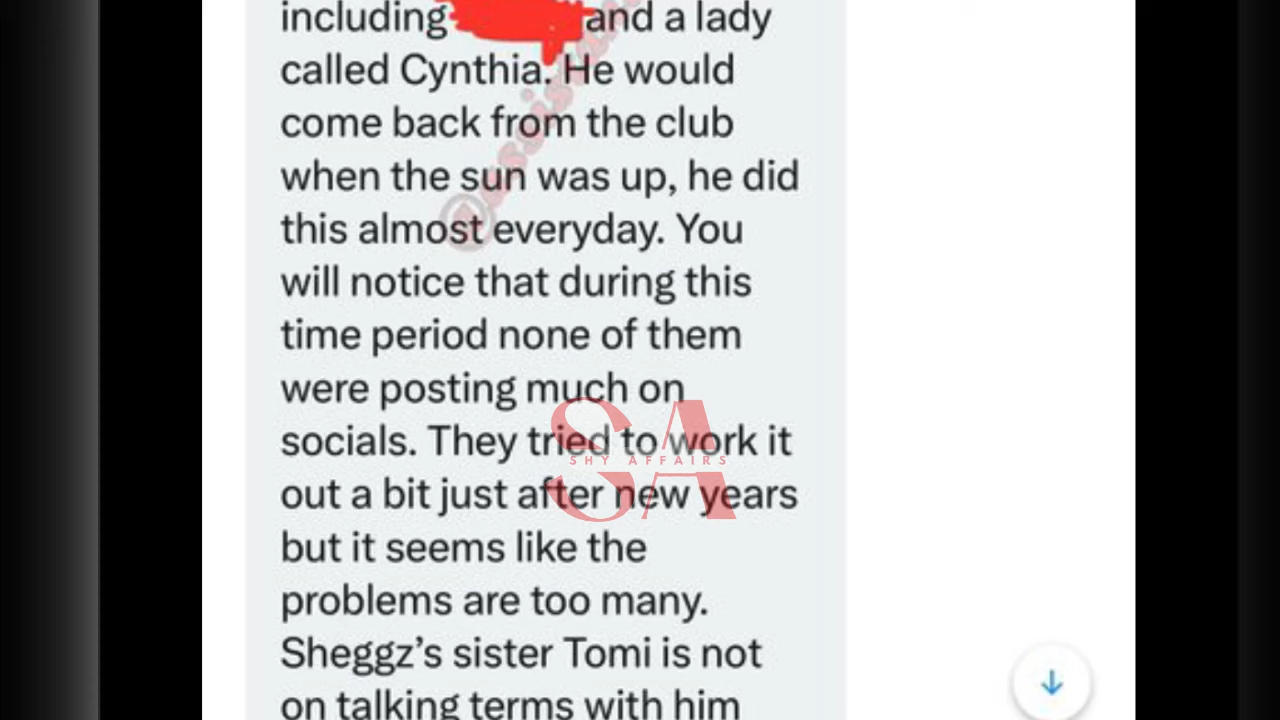 including and a lady
called Cynthia. He would
come back from the club
when the sun was up, he did
this almost everyday. You
will notice that during this
time period none of them
were posting much on
socials. They tried to work it
SA
SHY AFFAIRS
out a bit just after new years
but it seems like the
problems are too many.
Sheggz’s sister Tomi is not
on talking terms with him